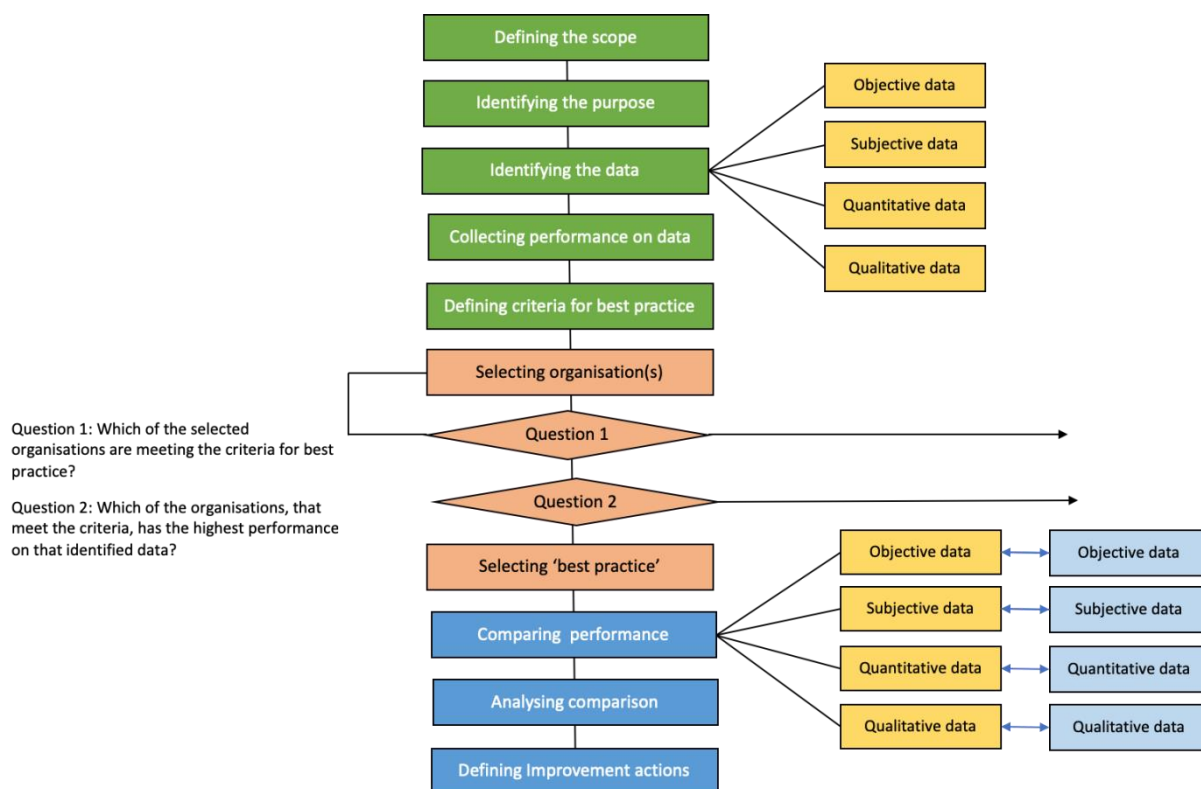 Defining the scope
Identifying the purpose
Identifying the data
Objective data
Subjective data
Quantitative data
Qualitative data
Collecting performance on data
Defining criteria for best practice
Selecting organisation(s)
Question 1
Question 1: Which of the selected
organisations are meeting the criteria for best
practice?
Question 2
Question 2: Which of the organisations, that
meet the criteria, has the highest performance
on that identified data?
Selecting ‘best practice’
Comparing performance
Objective data
Objective data
Subjective data
Subjective data
Quantitative data
Quantitative data
Qualitative data
Qualitative data
Analysing comparison
Defining Improvement actions